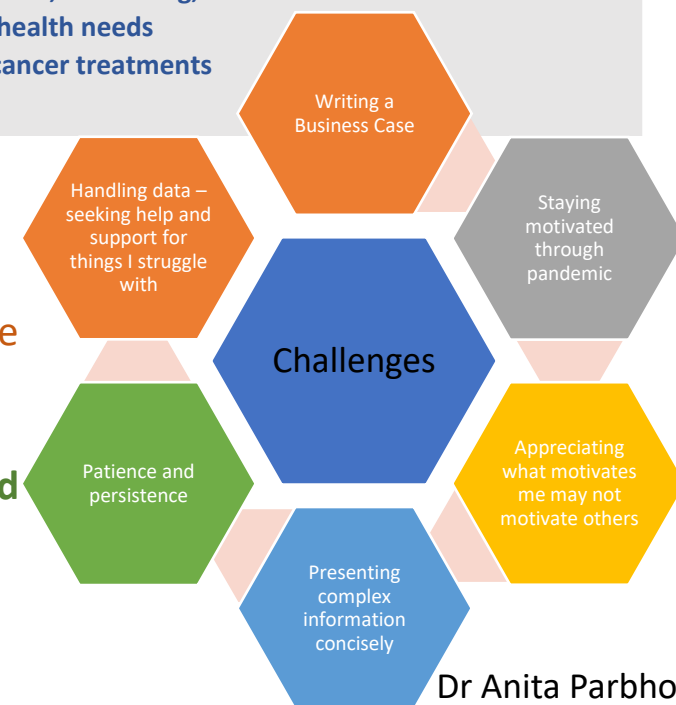 health needs
cancer treatments
Writing a
Business Case
Handling data –
seeking help and
support for
things I struggle
with
Staying
motivated
through
pandemic
Challenges
Patience and
persistence
Appreciating
what motivates
me may not
motivate others
Presenting
complex
information
concisely
Dr Anita Parbho